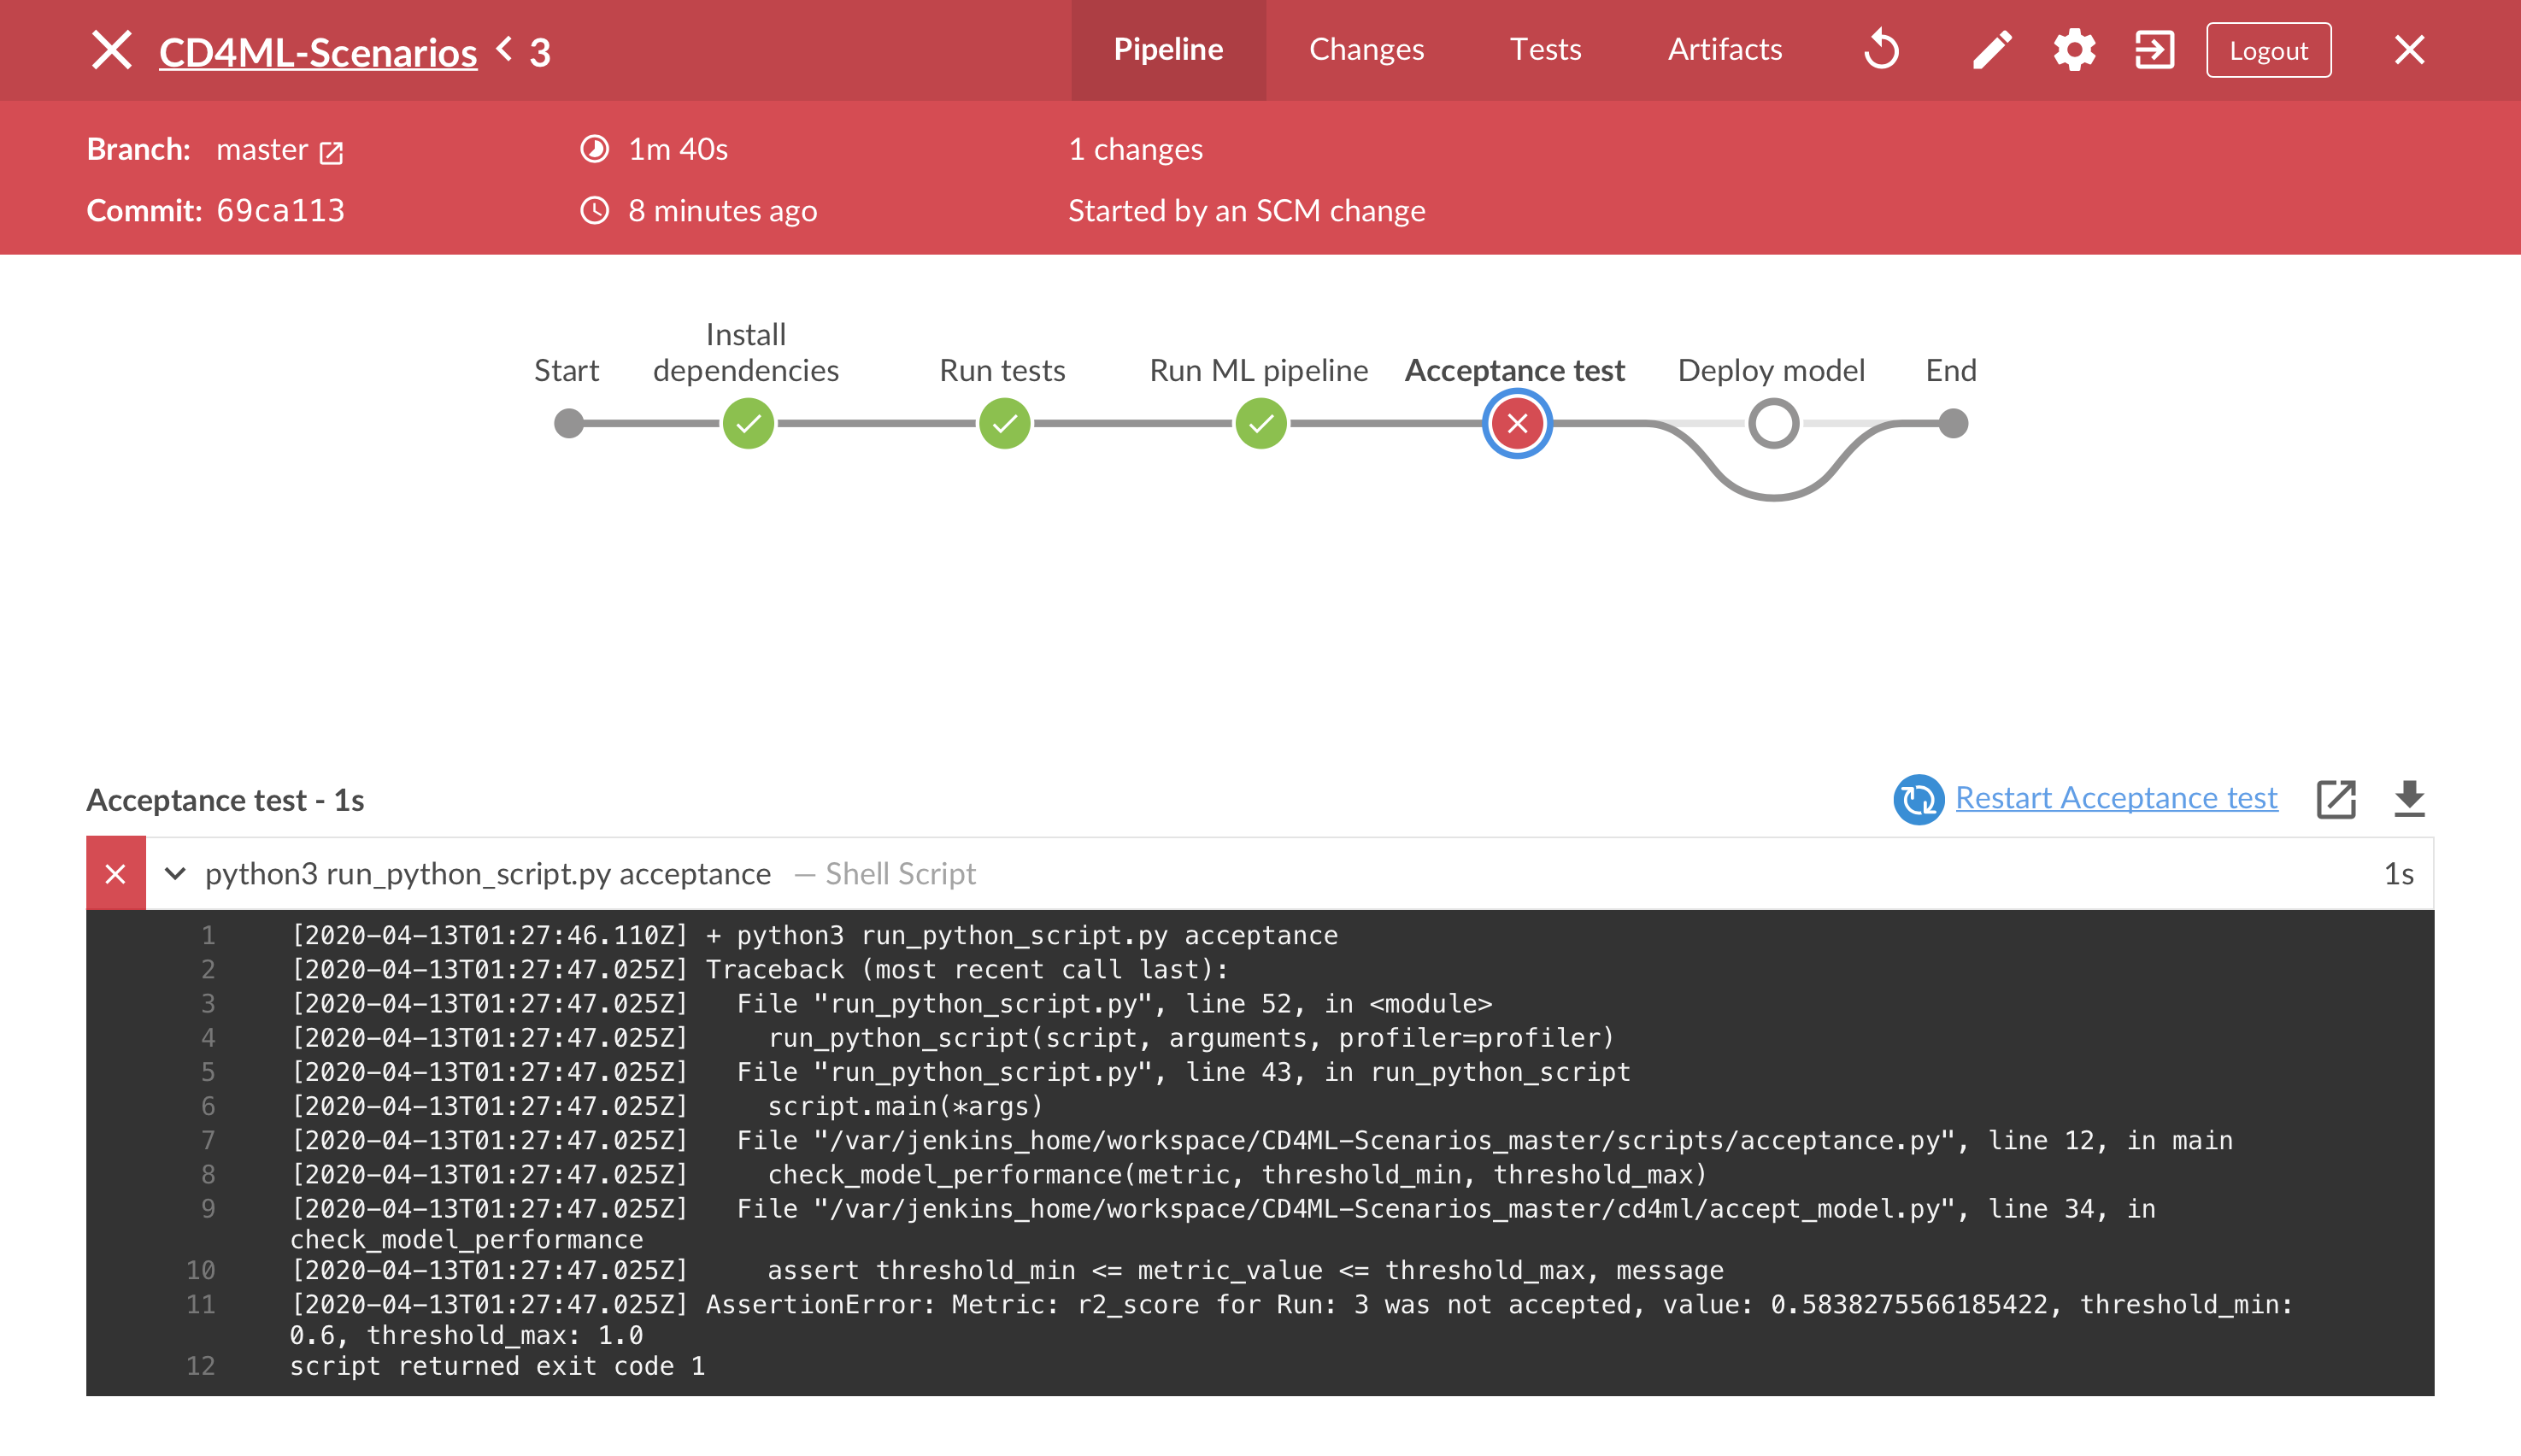 CD4ML-Scenarios < 3
Pipeline Changes Tests Artifacts Logout
Branch: master 1m 40s 1 changes
Commit: 69ca113 8 minutes ago Started by an SCM change
Install
Start dependencies Run tests Run ML pipeline Acceptance test Deploy model End
Acceptance test - 1s Restart Acceptance test
python3 run_python_script.py acceptance — Shell Script 1s
1 [2020-04-13T01:27:46.110Z] + python3 run_python_script.py acceptance
2 [2020-04-13T01:27:47.025Z] Traceback (most recent call last):
3 [2020-04-13T01:27:47.025Z]   File "run_python_script.py", line 52, in <module>
4 [2020-04-13T01:27:47.025Z]     run_python_script(script, arguments, profiler=profiler)
5 [2020-04-13T01:27:47.025Z]   File "run_python_script.py", line 43, in run_python_script
6 [2020-04-13T01:27:47.025Z]     script.main(*args)
7 [2020-04-13T01:27:47.025Z]   File "/var/jenkins_home/workspace/CD4ML-Scenarios_master/scripts/acceptance.py", line 12, in main
8 [2020-04-13T01:27:47.025Z]     check_model_performance(metric, threshold_min, threshold_max)
9 [2020-04-13T01:27:47.025Z]   File "/var/jenkins_home/workspace/CD4ML-Scenarios_master/cd4ml/accept_model.py", line 34, in
check_model_performance
10 [2020-04-13T01:27:47.025Z]     assert threshold_min <= metric_value <= threshold_max, message
11 [2020-04-13T01:27:47.025Z] AssertionError: Metric: r2_score for Run: 3 was not accepted, value: 0.5838275566185422, threshold_min:
0.6, threshold_max: 1.0
12 script returned exit code 1